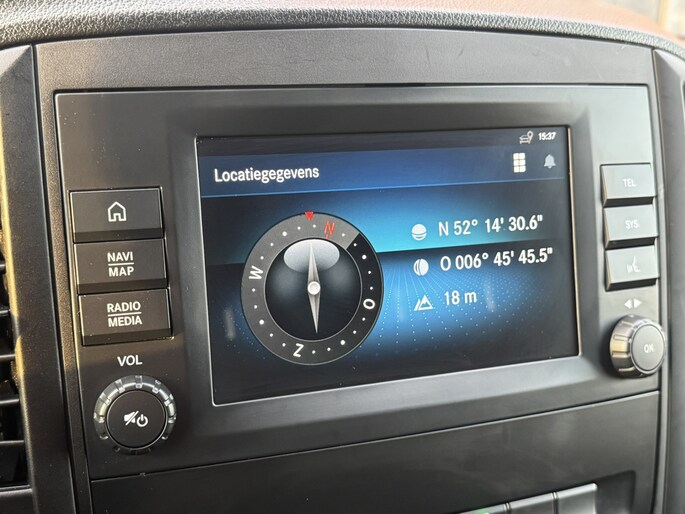 15:37
Locatiegegevens
N 52° 14' 30.6"
O 006° 45' 45.5"
18 m
N
W
O
Z
NAVI
MAP
RADIO
/MEDIA
VOL
TEL
SYS
OK